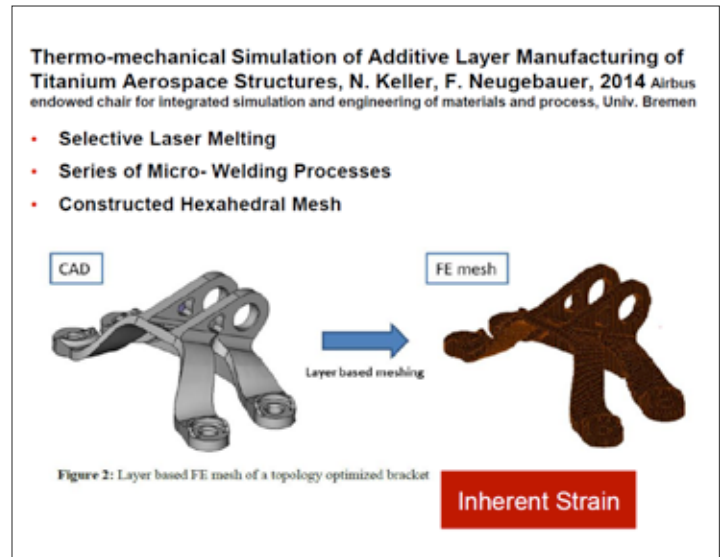 Thermo-mechanical Simulation of Additive Layer Manufacturing of
Titanium Aerospace Structures, N. Keller, F. Neugebauer, 2014 Airbus
endowed chair for integrated simulation and engineering of materials and process, Univ. Bremen
• Selective Laser Melting
• Series of Micro- Welding Processes
• Constructed Hexahedral Mesh
CAD
FE mesh
Layer based meshing
Figure 2: Layer based FE mesh of a topology optimized bracket
Inherent Strain